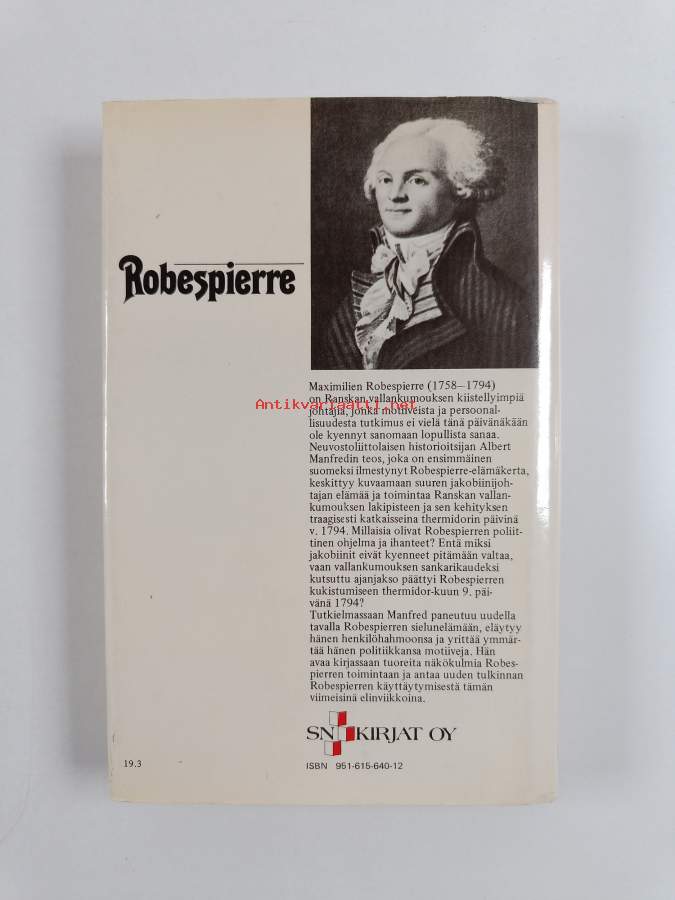 Robespierre
Maximilien Robespierre (1758—1794)
on Ranskan vallankumouksen kiistellyimpiä
Antikvariaatti.net
johtajia, jonka motiiveista ja persoonal-
lisuudesta tutkimus ei vielä tänä päivänäkään
ole kyennyt sanomaan lopullista sanaa.
Neuvostoliittolaisen historioitsijan Albert
Manfredin teos, joka on ensimmäinen
suomeksi ilmestynyt Robespierre-elämäkerta,
keskittyy kuvaamaan suuren jakobiinijoh-
tajan elämää ja toimintaa Ranskan vallan-
kumouksen lakipisteen ja sen kehityksen
traagisesti katkaisseina thermidorin päivinä
v. 1794. Millaisia olivat Robespierren poliit-
tinen ohjelma ja ihanteet? Entä miksi
jakobiinit eivät kyenneet pitämään valtaa,
vaan vallankumouksen sankarikaudeksi
kutsuttu ajanjakso päättyi Robespierren
kukistumiseen thermidor-kuun 9. päi-
vänä 1794?
Tutkielmassaan Manfred paneutuu uudella
tavalla Robespierren sielunelämään, eläytyy
hänen henkilöhahmoonsa ja yrittää ymmär-
tää hänen politiikkansa motiiveja. Hän
avaa kirjassaan tuoreita näkökulmia Robes-
pierren toimintaan ja antaa uuden tulkinnan
Robespierren käyttäytymisestä tämän
viimeisinä elinviikkoina.
SN KIRJAT OY
19.3
ISBN 951-615-640-12